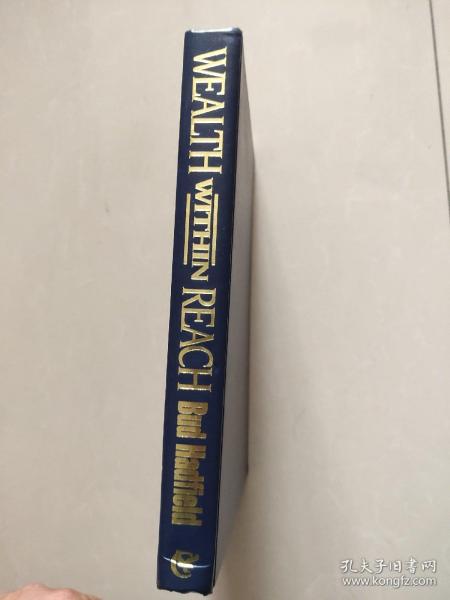 WEALTH WITHIN REACH Bud Hadfield
孔夫子旧书网
www.kongfz.com